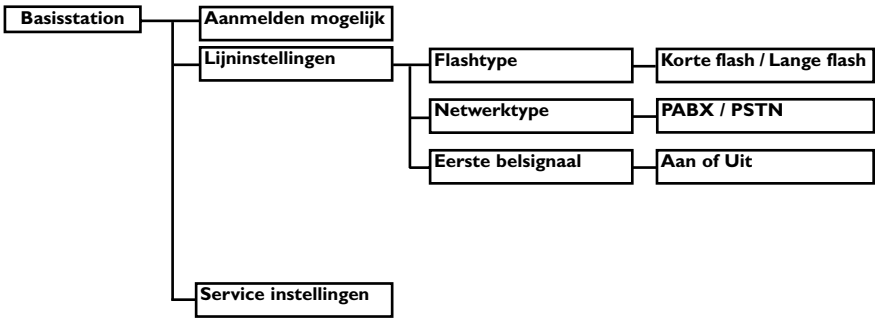 Basisstation
Aanmelden mogelijk
Lijninstellingen
Flashtype
Korte flash / Lange flash
Netwerktype
PABX / PSTN
Eerste belsignaal
Aan of Uit
Service instellingen